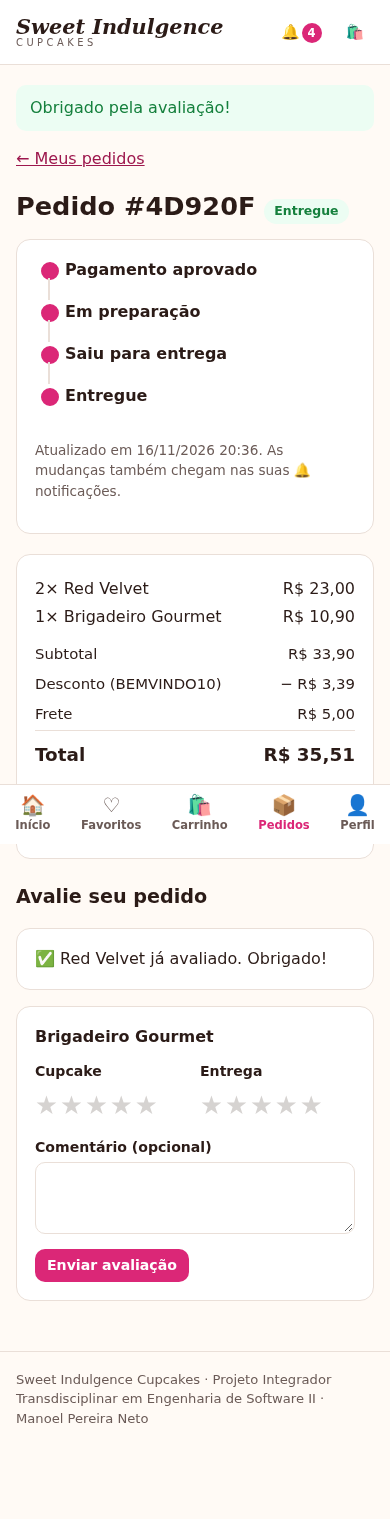 Sweet Indulgence
CUPCAKES
🔔 4 🛍️
Obrigado pela avaliação!
← Meus pedidos
Pedido #4D920F Entregue
Pagamento aprovado
Em preparação
Saiu para entrega
Entregue
Atualizado em 16/11/2026 20:36. As
mudanças também chegam nas suas 🔔
notificações.
2× Red Velvet R$ 23,00
1× Brigadeiro Gourmet R$ 10,90
Subtotal R$ 33,90
Desconto (BEMVINDO10) − R$ 3,39
Frete R$ 5,00
Total R$ 35,51
Início Favoritos Carrinho Pedidos Perfil
Avalie seu pedido
✅ Red Velvet já avaliado. Obrigado!
Brigadeiro Gourmet
Cupcake Entrega
★★★★★ ★★★★★
Comentário (opcional)
Enviar avaliação
Sweet Indulgence Cupcakes · Projeto Integrador
Transdisciplinar em Engenharia de Software II ·
Manoel Pereira Neto